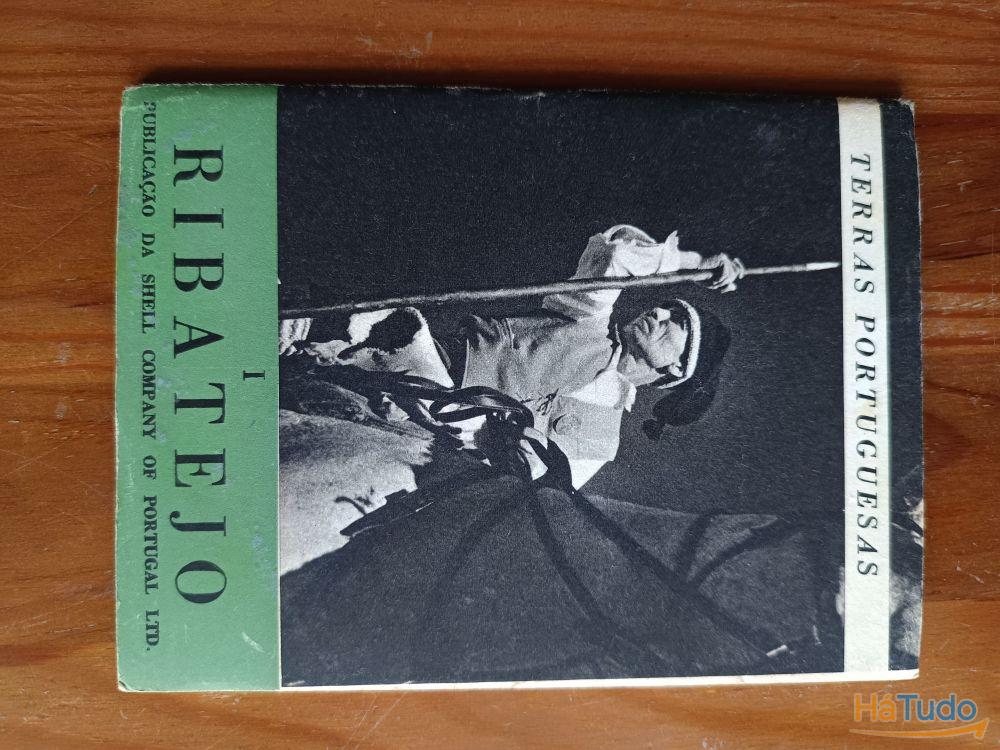 TERRAS PORTUGUESAS
I
RIBATEJO
PUBLICAÇÃO DA SHELL COMPANY OF PORTUGAL LTD.
HáTudo